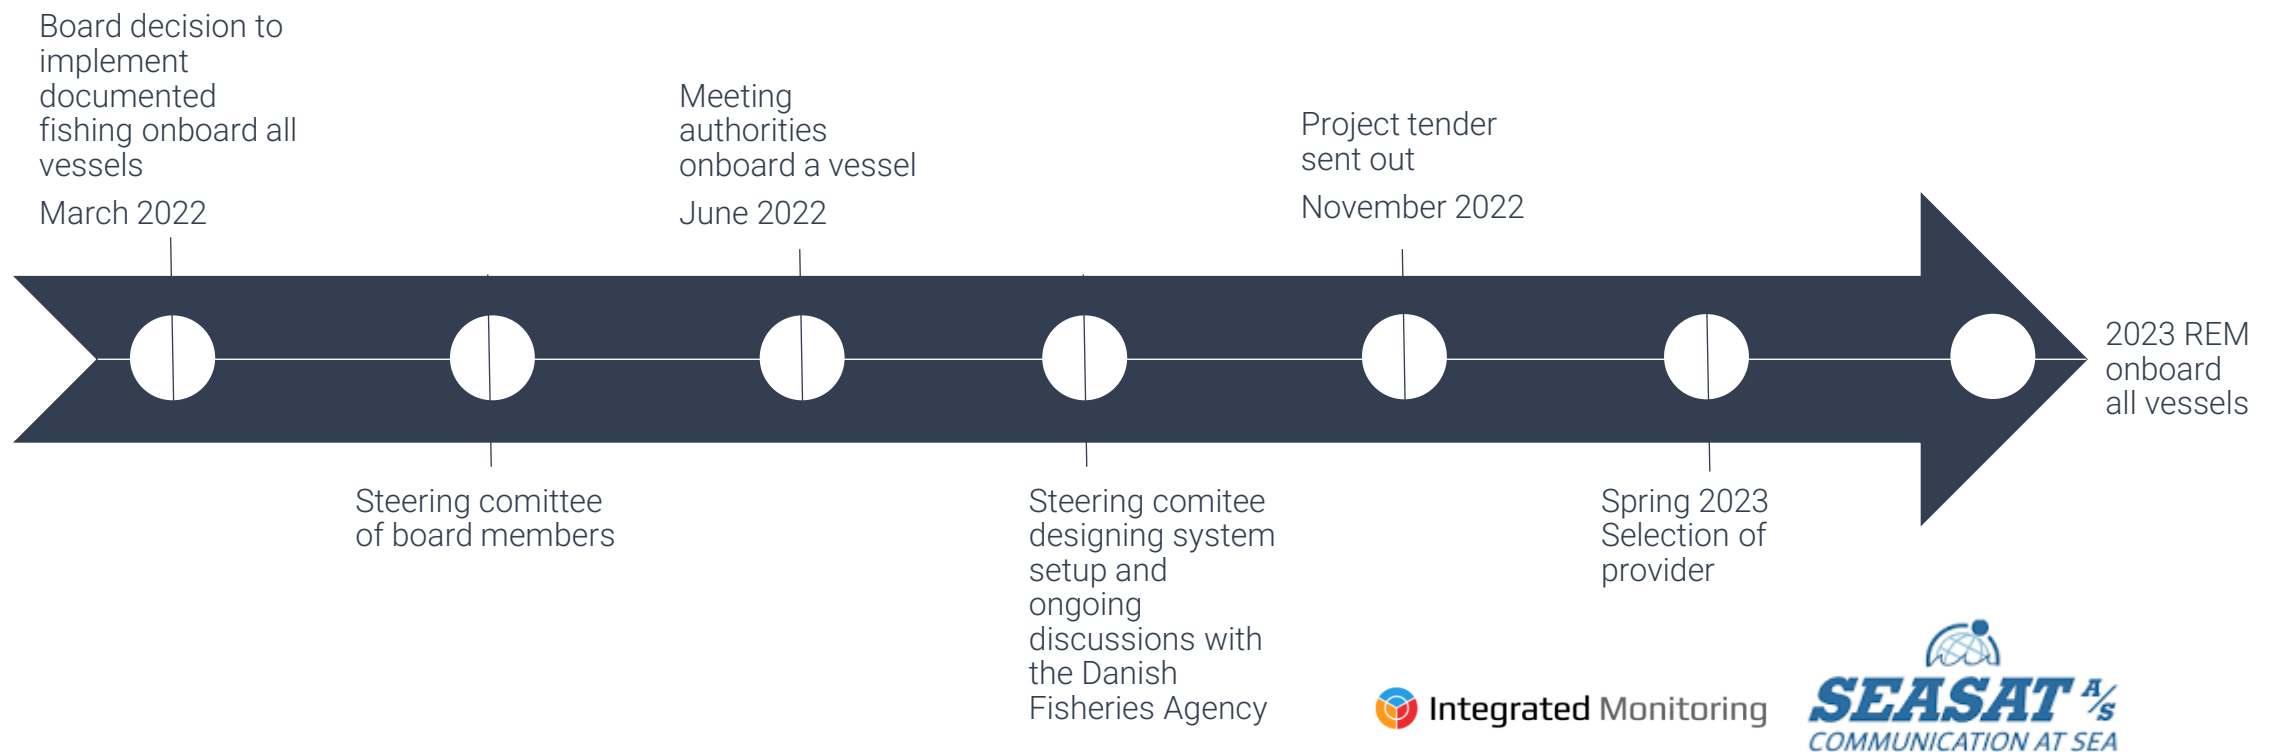 Board decision to
implement
documented
fishing onboard all
vessels
March 2022
Steering comittee
of board members
Meeting
authorities
onboard a vessel
June 2022
Steering comitee
designing system
setup and
ongoing
discussions with
the Danish
Fisheries Agency
Project tender
sent out
November 2022
Spring 2023
Selection of
provider
2023 REM
onboard
all vessels
Integrated Monitoring
SEASAT A/S
COMMUNICATION AT SEA